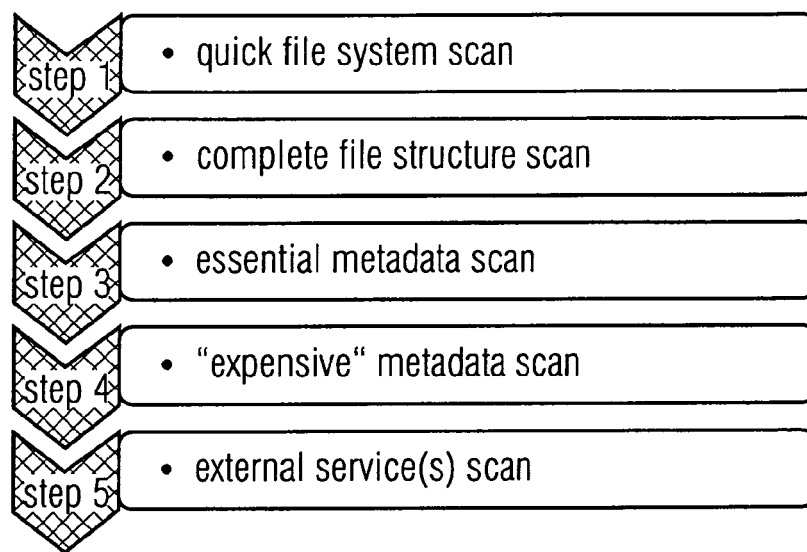 step 1 • quick file system scan
step 2 • complete file structure scan
step 3 • essential metadata scan
step 4 • “expensive“ metadata scan
step 5 • external service(s) scan